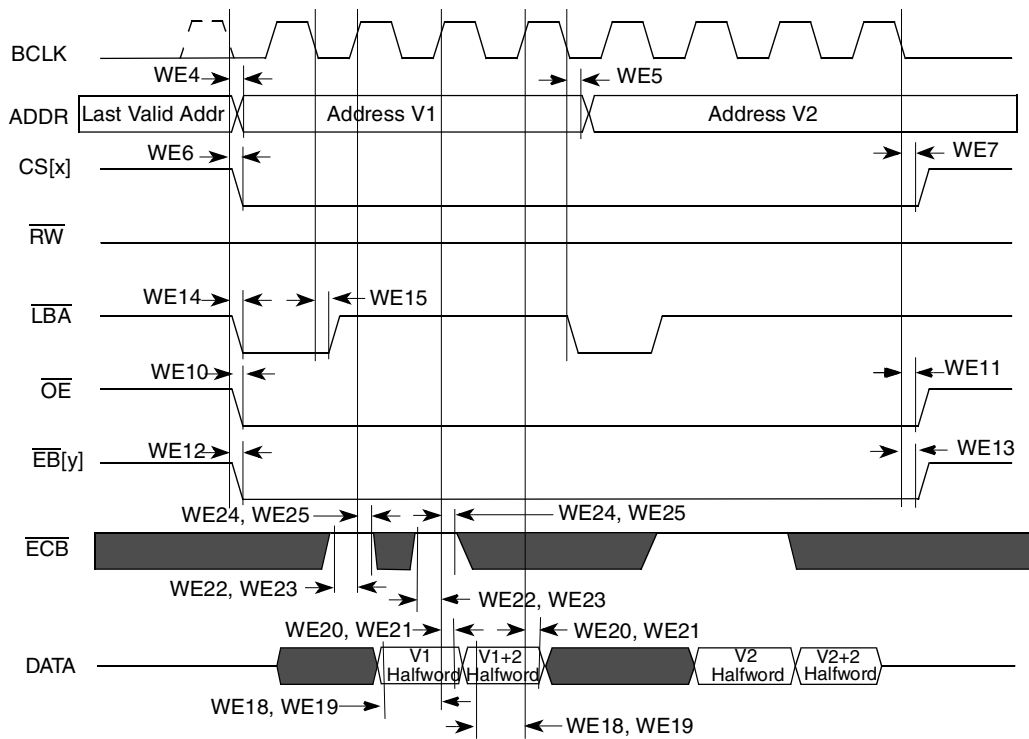 BCLK
WE4
WE5
ADDR
Last Valid Addr
Address V1
Address V2
WE6
WE7
CS[x]
RW
WE14
WE15
LBA
WE10
WE11
OE
WE12
WE13
EB[y]
WE24, WE25
WE24, WE25
ECB
WE22, WE23
WE22, WE23
WE20, WE21
WE20, WE21
DATA
V1
Halfword
V1+2
Halfword
V2
Halfword
V2+2
Halfword
WE18, WE19
WE18, WE19